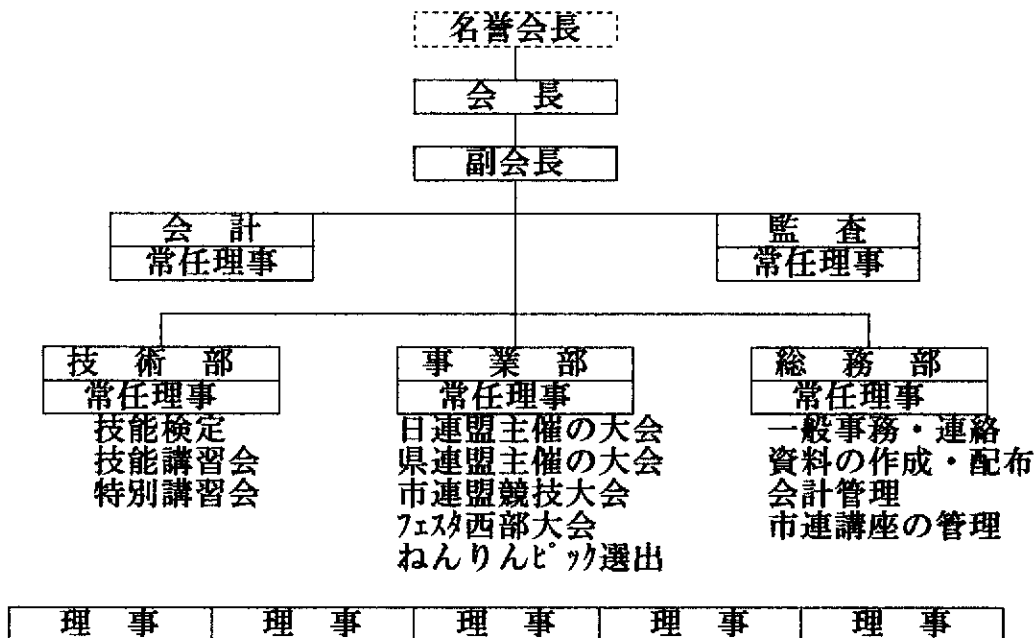 名誉会長
会 長
副会長
会 計 監 査
常任理事 常任理事
技 術 部 事 業 部 総 務 部
常任理事 常任理事 常任理事
技能検定 日連盟主催の大会 一般事務・連絡
技能講習会 県連盟主催の大会 資料の作成・配布
特別講習会 市連盟競技大会 会計管理
ﾌｪｽﾀ西部大会 市連講座の管理
ねんりんﾋﾟｯｸ選出
理 事 理 事 理 事 理 事 理 事